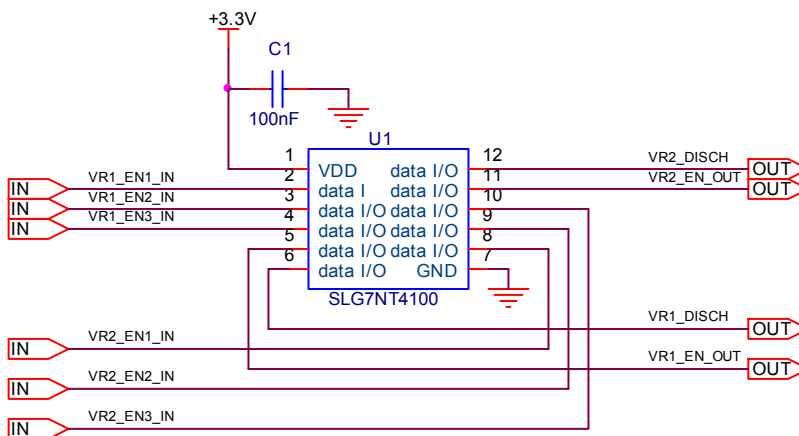 +3.3V
C1
100nF
U1
1 VDD data I/O 12
2 data I data I/O 11
3 data I/O data I/O 10
4 data I/O data I/O 9
5 data I/O data I/O 8
6 data I/O GND 7
SLG7NT4100
IN VR1_EN1_IN
IN VR1_EN2_IN
IN VR1_EN3_IN
VR2_DISCH OUT
VR2_EN_OUT OUT
VR1_DISCH OUT
VR1_EN_OUT OUT
IN VR2_EN1_IN
IN VR2_EN2_IN
IN VR2_EN3_IN